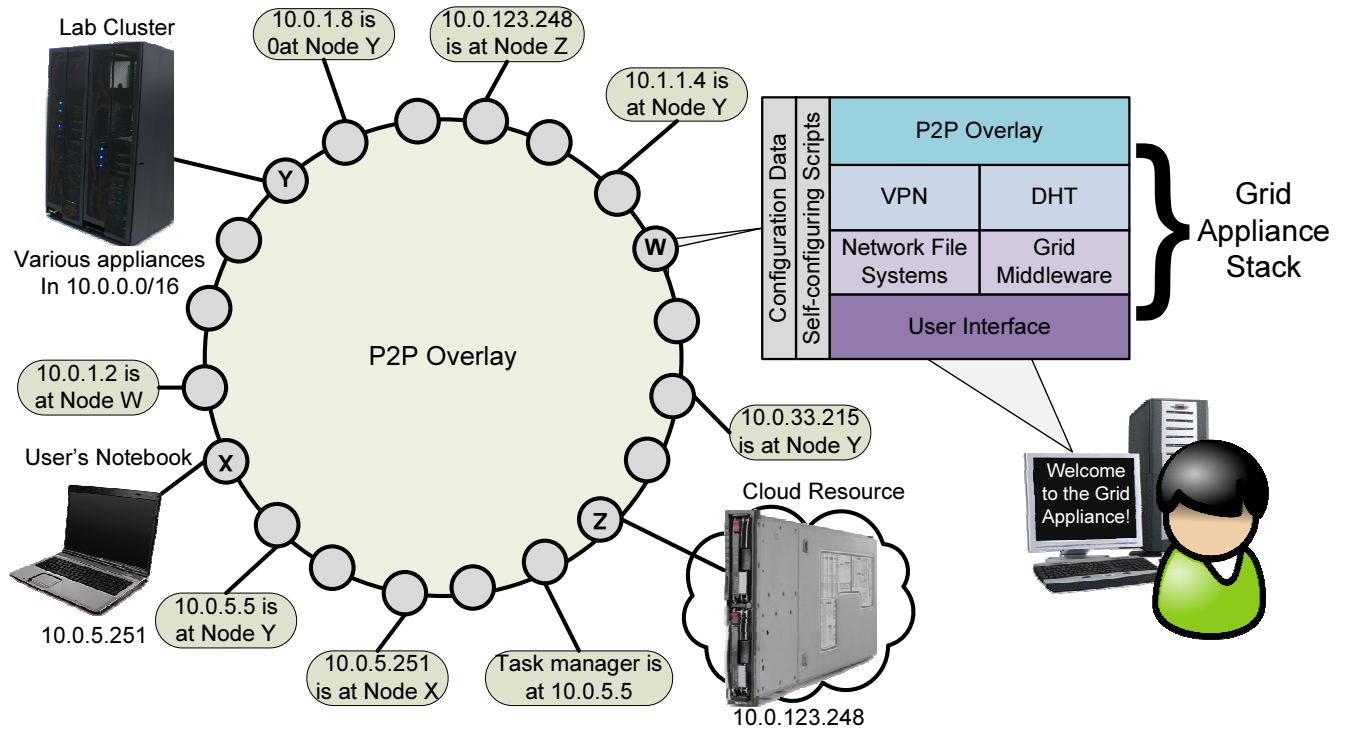 Lab Cluster
10.0.1.8 is
0at Node Y
10.0.123.248
is at Node Z
10.1.1.4 is
at Node Y
Y
W
Various appliances
In 10.0.0.0/16
P2P Overlay
10.0.1.2 is
at Node W
User's Notebook
X
10.0.5.251
10.0.5.5 is
at Node Y
10.0.5.251
is at Node X
Task manager is
at 10.0.5.5
Z
10.0.33.215
is at Node Y
Cloud Resource
10.0.123.248
Configuration Data
Self-configuring Scripts
P2P Overlay
VPN
DHT
Network File
Systems
Grid
Middleware
User Interface
Grid
Appliance
Stack
Welcome
to the Grid
Appliance!